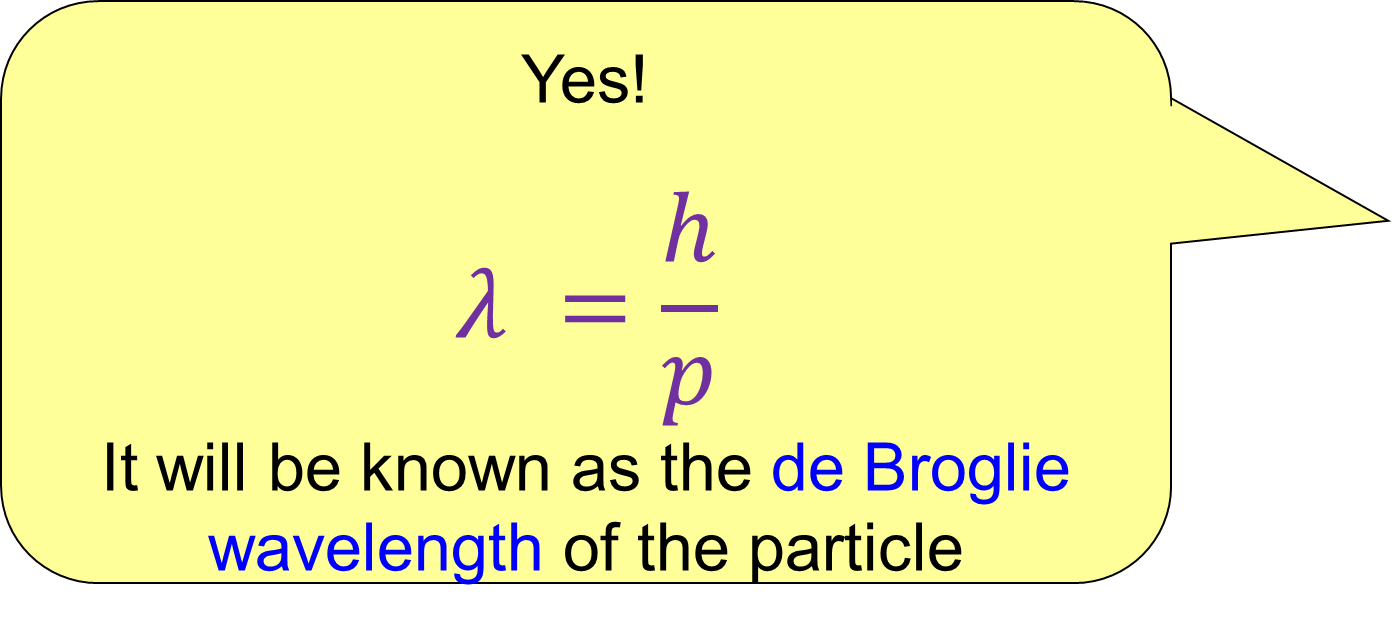 Yes!
λ = h/p
It will be known as the de Broglie
wavelength of the particle